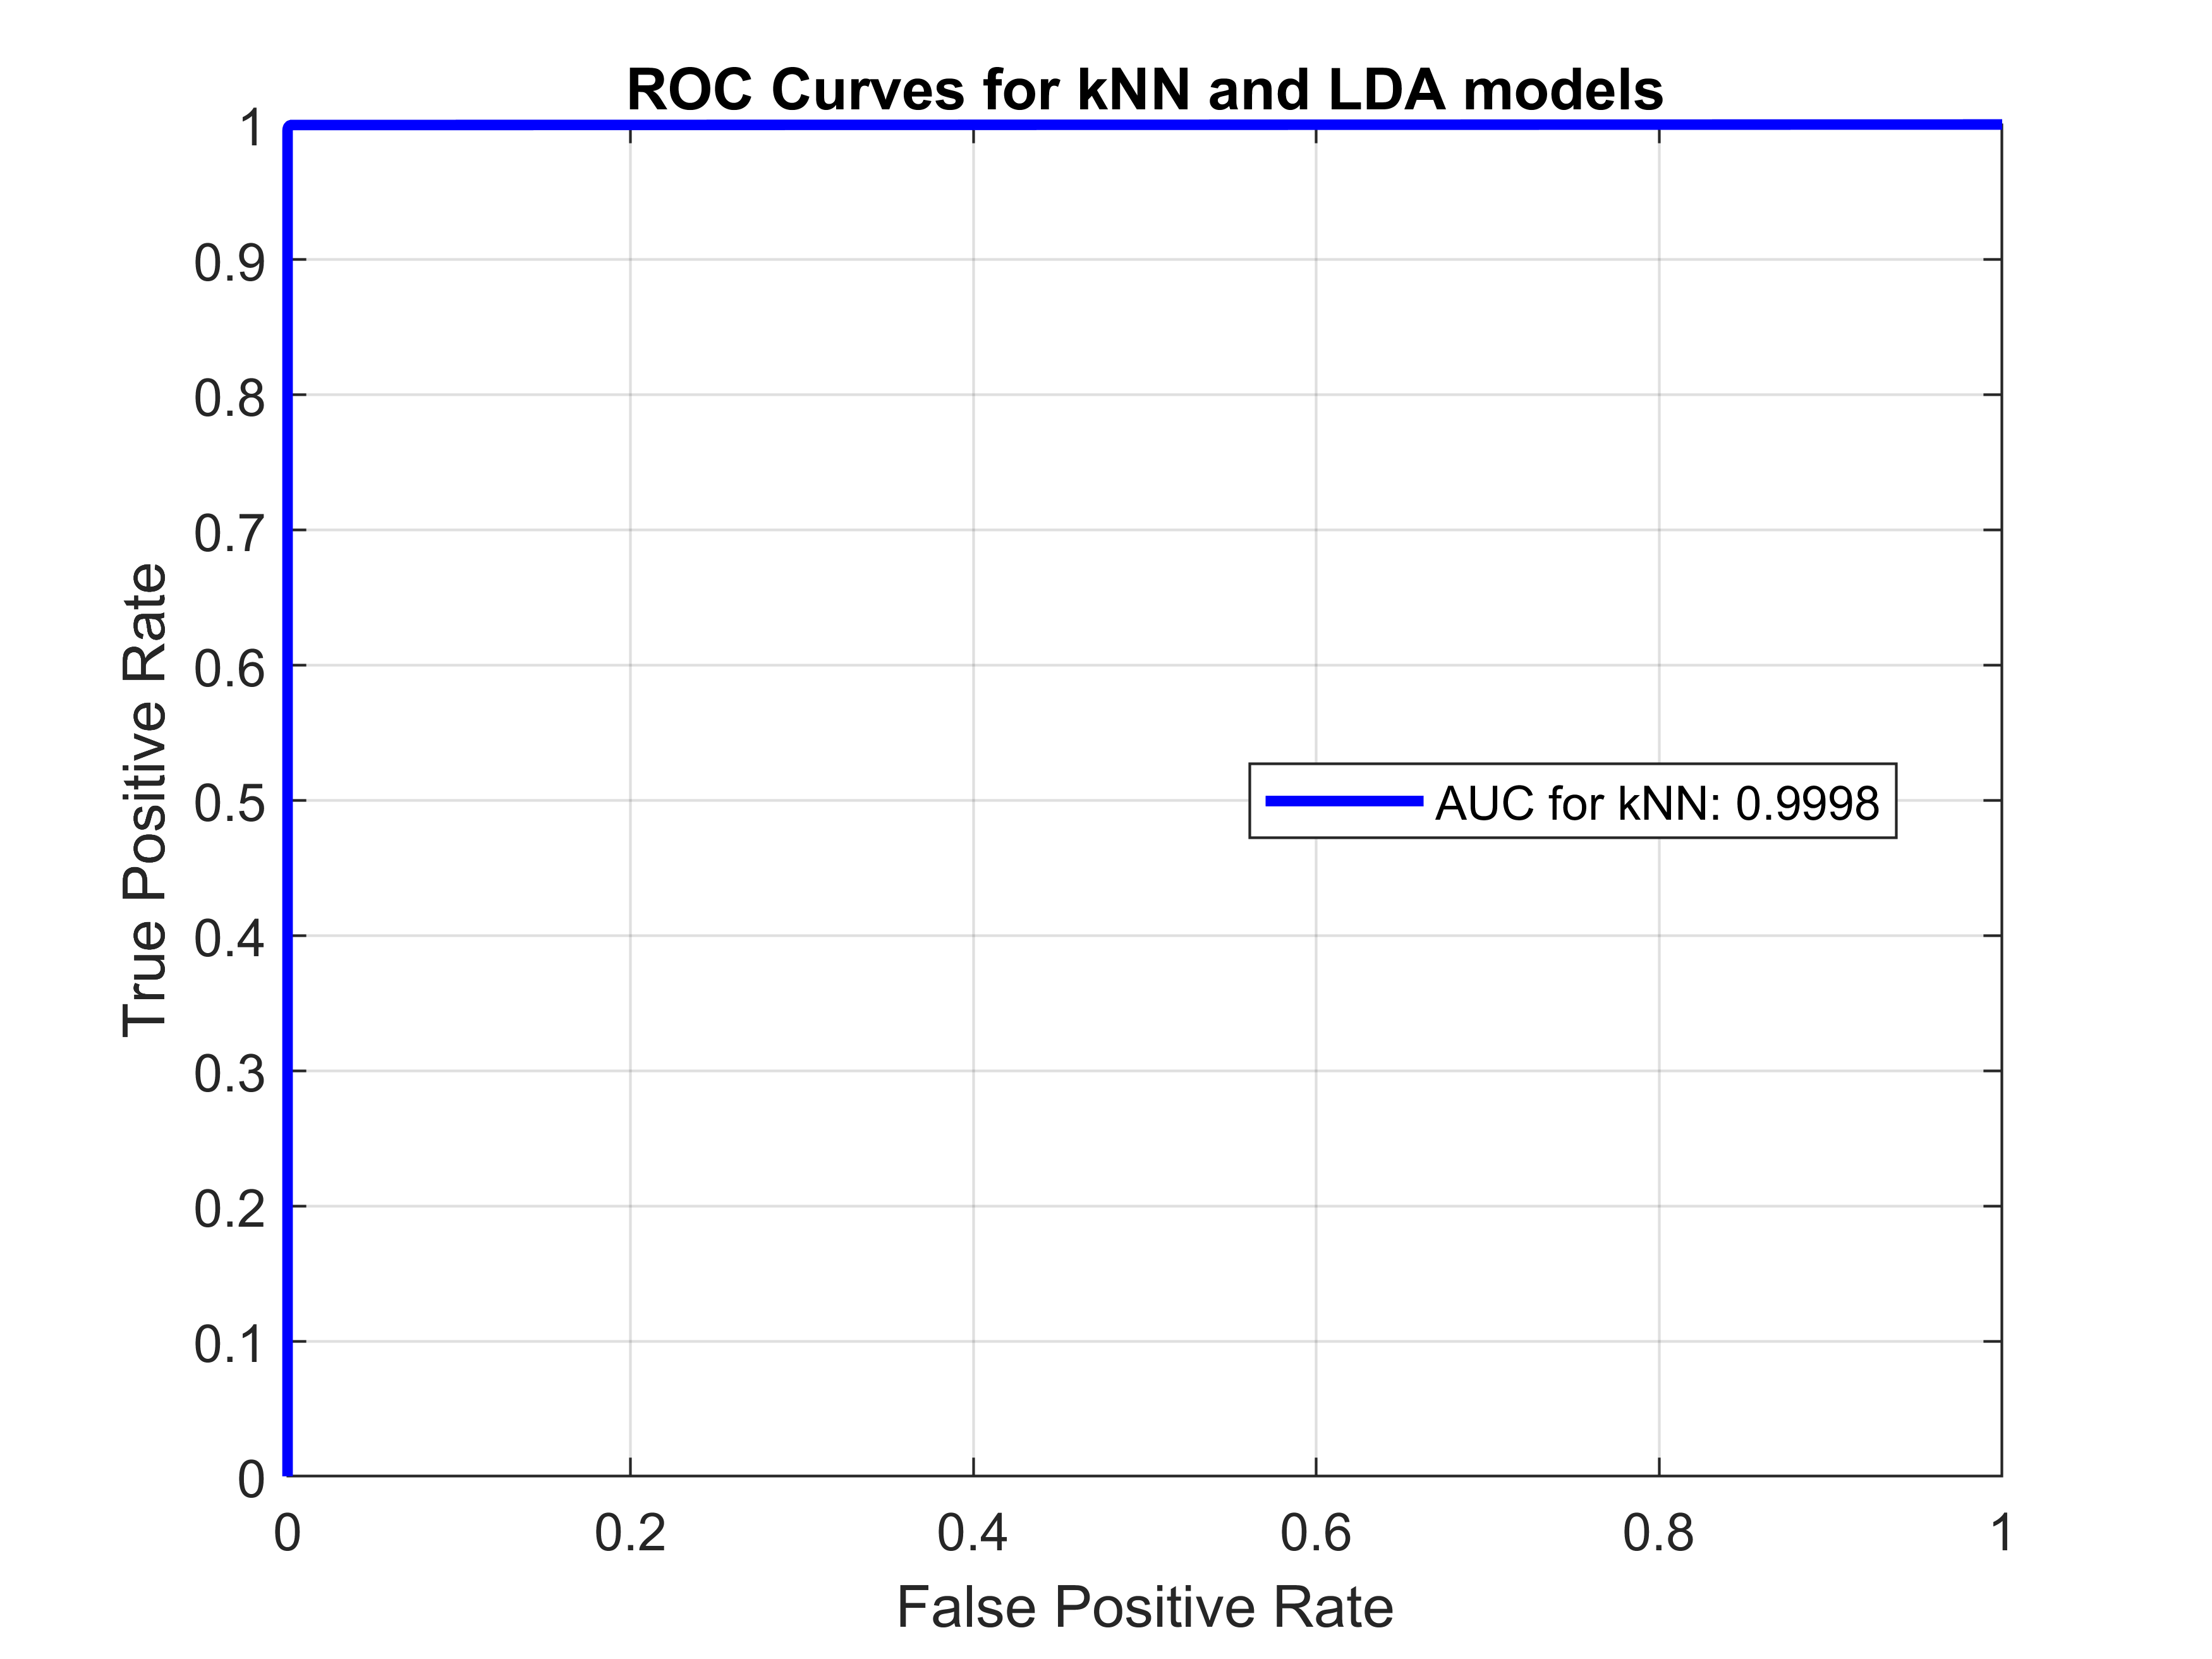 ROC Curves for kNN and LDA models
1
0.9
0.8
0.7
0.6
0.5
0.4
0.3
0.2
0.1
0
True Positive Rate
AUC for kNN: 0.9998
0 0.2 0.4 0.6 0.8 1
False Positive Rate